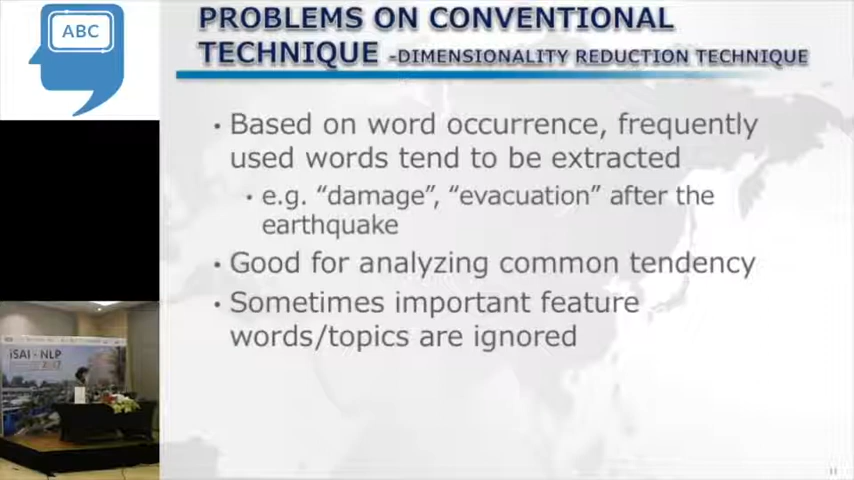 ABC
PROBLEMS ON CONVENTIONAL
TECHNIQUE -DIMENSIONALITY REDUCTION TECHNIQUE
• Based on word occurrence, frequently
used words tend to be extracted
• e.g. “damage”, “evacuation” after the
earthquake
• Good for analyzing common tendency
• Sometimes important feature
words/topics are ignored
iSAI - NLP
11